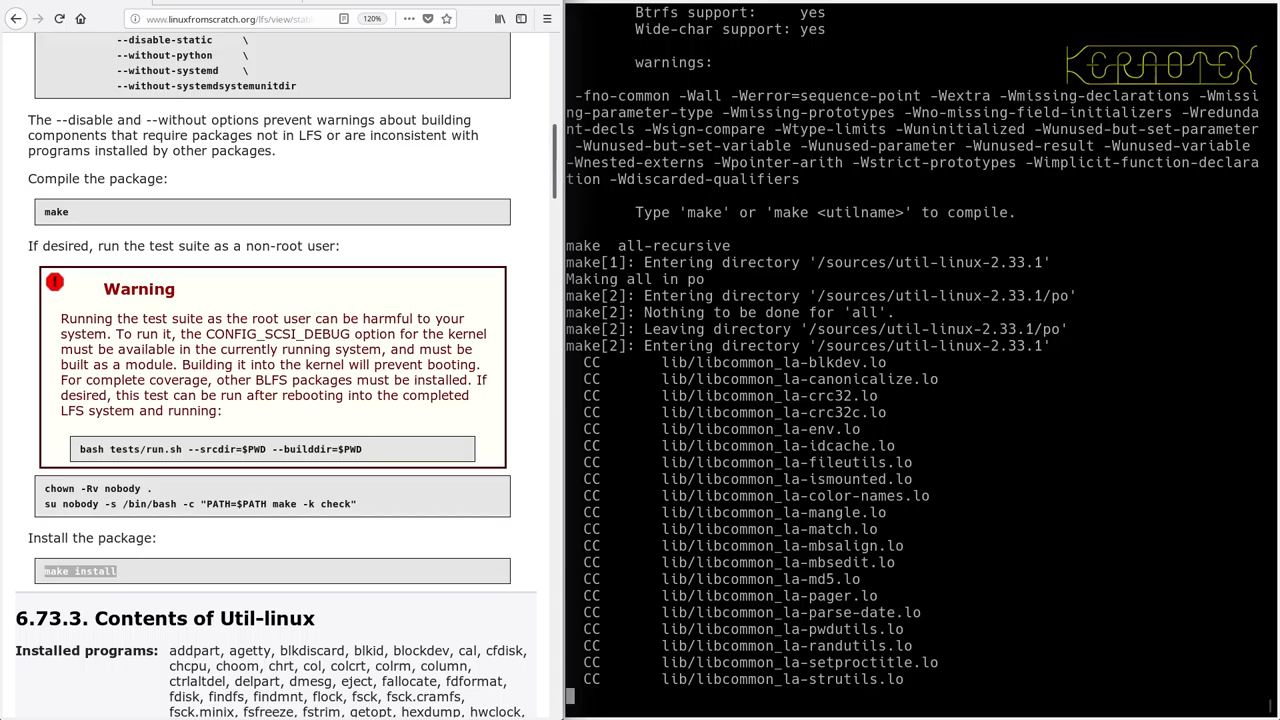 www.linuxfromscratch.org/lfs/view/stab
120%
--disable-static     \
--without-python     \
--without-systemd    \
--without-systemdsystemunitdir
The --disable and --without options prevent warnings about building
components that require packages not in LFS or are inconsistent with
programs installed by other packages.
Compile the package:
make
If desired, run the test suite as a non-root user:
Warning
Running the test suite as the root user can be harmful to your
system. To run it, the CONFIG_SCSI_DEBUG option for the kernel
must be available in the currently running system, and must be
built as a module. Building it into the kernel will prevent booting.
For complete coverage, other BLFS packages must be installed. If
desired, this test can be run after rebooting into the completed
LFS system and running:
bash tests/run.sh --srcdir=$PWD --builddir=$PWD
chown -Rv nobody .
su nobody -s /bin/bash -c "PATH=$PATH make -k check"
Install the package:
make install
6.73.3. Contents of Util-linux
Installed programs: addpart, agetty, blkdiscard, blkid, blockdev, cal, cfdisk,
chcpu, choom, chrt, col, colcrt, colrm, column,
ctrlaltdel, delpart, dmesg, eject, fallocate, fdformat,
fdisk, findfs, findmnt, flock, fsck, fsck.cramfs,
fsck.minix, fsfreeze, fstrim, getopt, hexdump, hwclock,
Btrfs support:     yes
Wide-char support: yes
KERNOTEX
warnings:
-fno-common -Wall -Werror=sequence-point -Wextra -Wmissing-declarations -Wmissi
ng-parameter-type -Wmissing-prototypes -Wno-missing-field-initializers -Wredunda
nt-decls -Wsign-compare -Wtype-limits -Wuninitialized -Wunused-but-set-parameter
-Wunused-but-set-variable -Wunused-parameter -Wunused-result -Wunused-variable
-Wnested-externs -Wpointer-arith -Wstrict-prototypes -Wimplicit-function-declara
tion -Wdiscarded-qualifiers
Type 'make' or 'make <utilname>' to compile.
make  all-recursive
make[1]: Entering directory '/sources/util-linux-2.33.1'
Making all in po
make[2]: Entering directory '/sources/util-linux-2.33.1/po'
make[2]: Nothing to be done for 'all'.
make[2]: Leaving directory '/sources/util-linux-2.33.1/po'
make[2]: Entering directory '/sources/util-linux-2.33.1'
CC       lib/libcommon_la-blkdev.lo
CC       lib/libcommon_la-canonicalize.lo
CC       lib/libcommon_la-crc32.lo
CC       lib/libcommon_la-crc32c.lo
CC       lib/libcommon_la-env.lo
CC       lib/libcommon_la-idcache.lo
CC       lib/libcommon_la-fileutils.lo
CC       lib/libcommon_la-ismounted.lo
CC       lib/libcommon_la-color-names.lo
CC       lib/libcommon_la-mangle.lo
CC       lib/libcommon_la-match.lo
CC       lib/libcommon_la-mbsalign.lo
CC       lib/libcommon_la-mbsedit.lo
CC       lib/libcommon_la-md5.lo
CC       lib/libcommon_la-pager.lo
CC       lib/libcommon_la-parse-date.lo
CC       lib/libcommon_la-pwdutils.lo
CC       lib/libcommon_la-randutils.lo
CC       lib/libcommon_la-setproctitle.lo
CC       lib/libcommon_la-strutils.lo